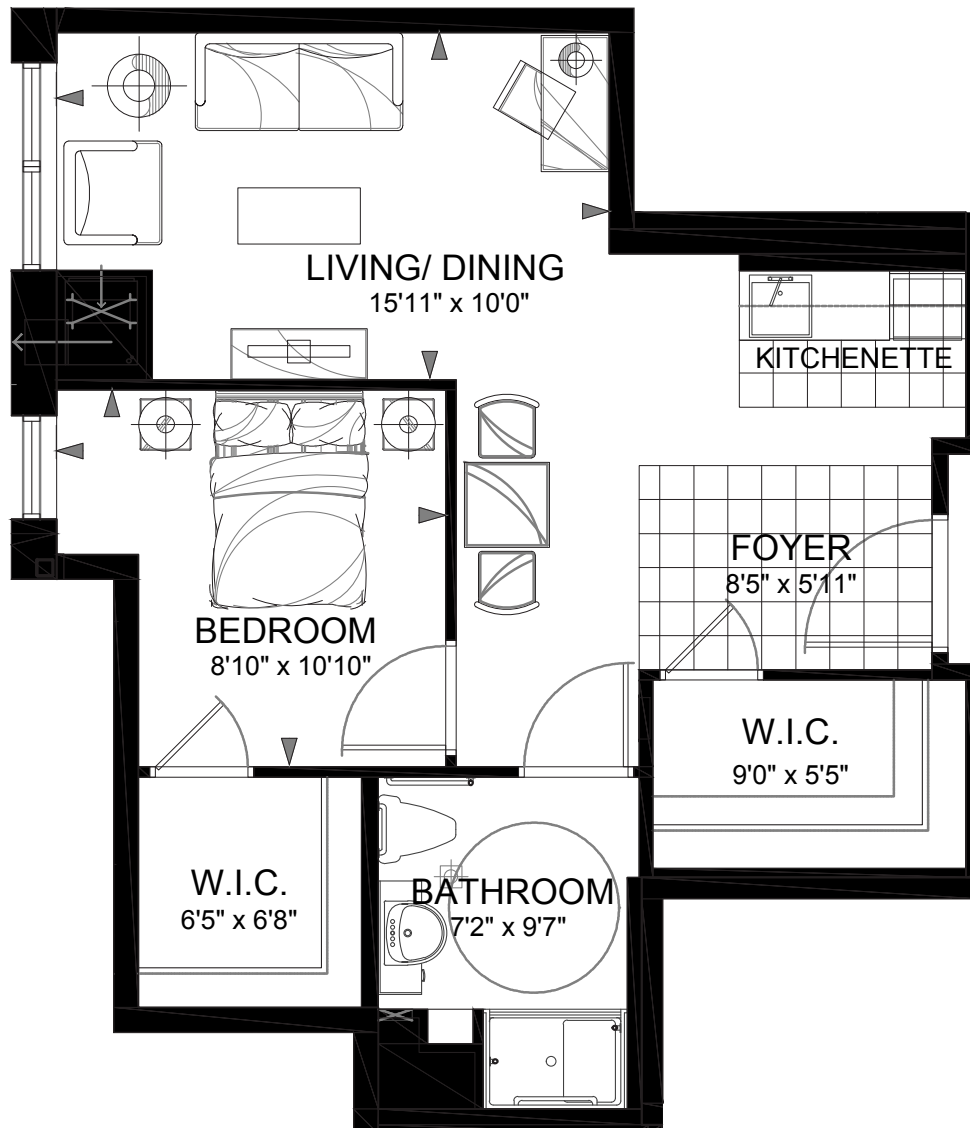 LIVING/ DINING
15'11" x 10'0"
KITCHENETTE
FOYER
8'5" x 5'11"
BEDROOM
8'10" x 10'10"
W.I.C.
9'0" x 5'5"
W.I.C.
6'5" x 6'8"
BATHROOM
7'2" x 9'7"